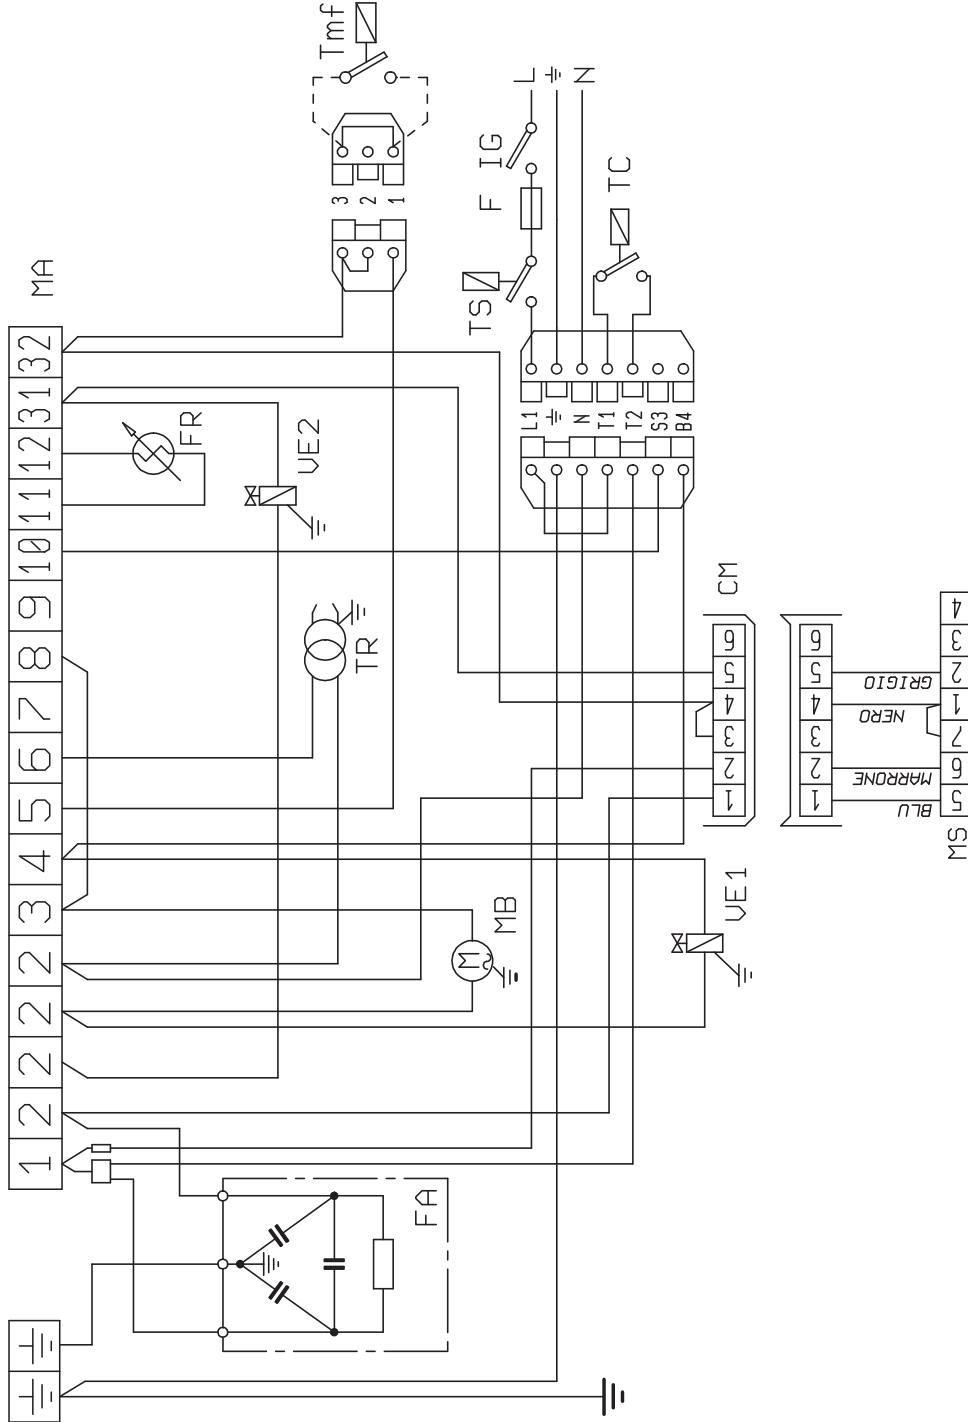 MA
32
31
12
11
10
9
8
7
6
5
4
3
2
2
2
2
1
Tmf
3
2
1
L
N
IG
F
TS
TC
L1
N
T1
T2
S3
B4
FR
VE2
TR
MB
M
VE1
FA
CM
6
5
4
3
2
1
6
5
4
3
2
1
GRIGIO
NERO
MARRONE
BLU
4
3
2
1
7
6
5
MS